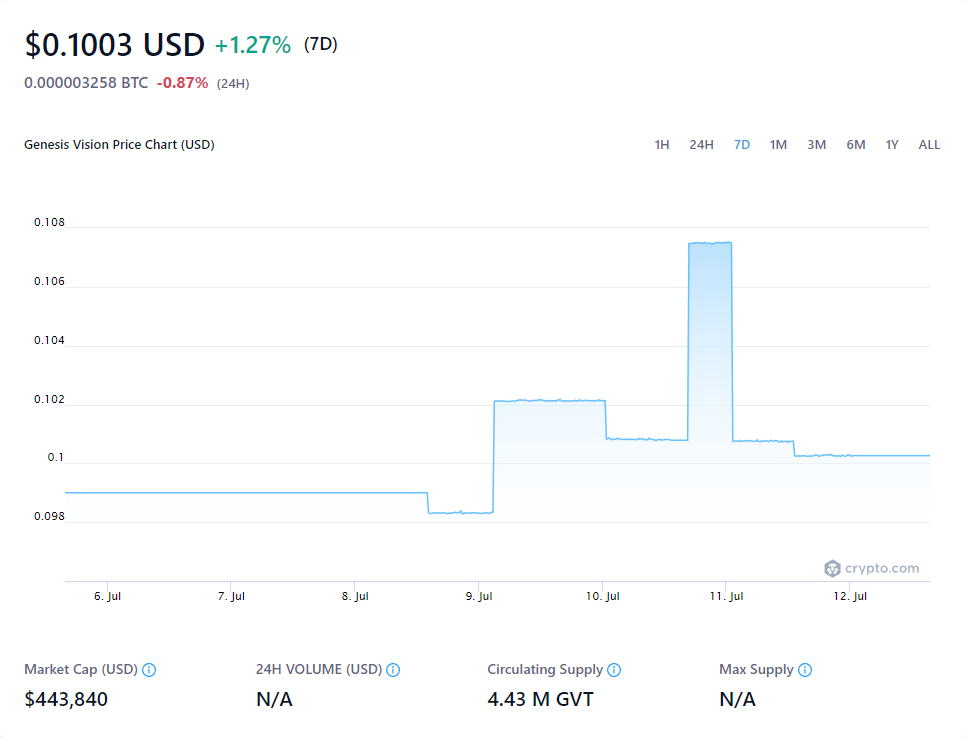 $0.1003 USD +1.27% (7D)
0.000003258 BTC -0.87% (24H)
Genesis Vision Price Chart (USD) 1H 24H 7D 1M 3M 6M 1Y ALL
0.108
0.106
0.104
0.102
0.1
0.098
crypto.com
6. Jul 7. Jul 8. Jul 9. Jul 10. Jul 11. Jul 12. Jul
Market Cap (USD) 24H VOLUME (USD) Circulating Supply Max Supply
$443,840 N/A 4.43 M GVT N/A